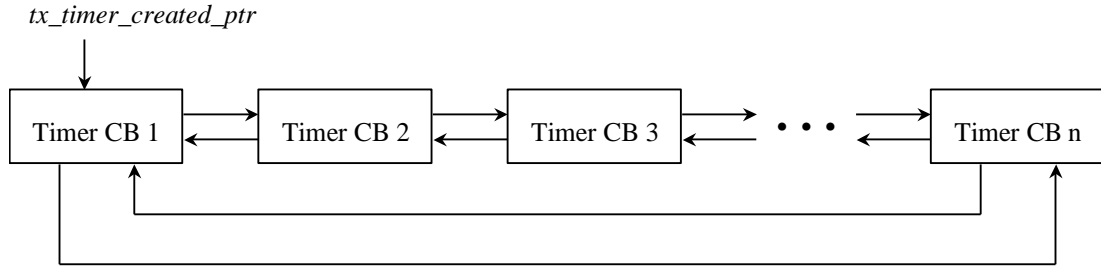 tx_timer_created_ptr
Timer CB 1
Timer CB 2
Timer CB 3
• • •
Timer CB n